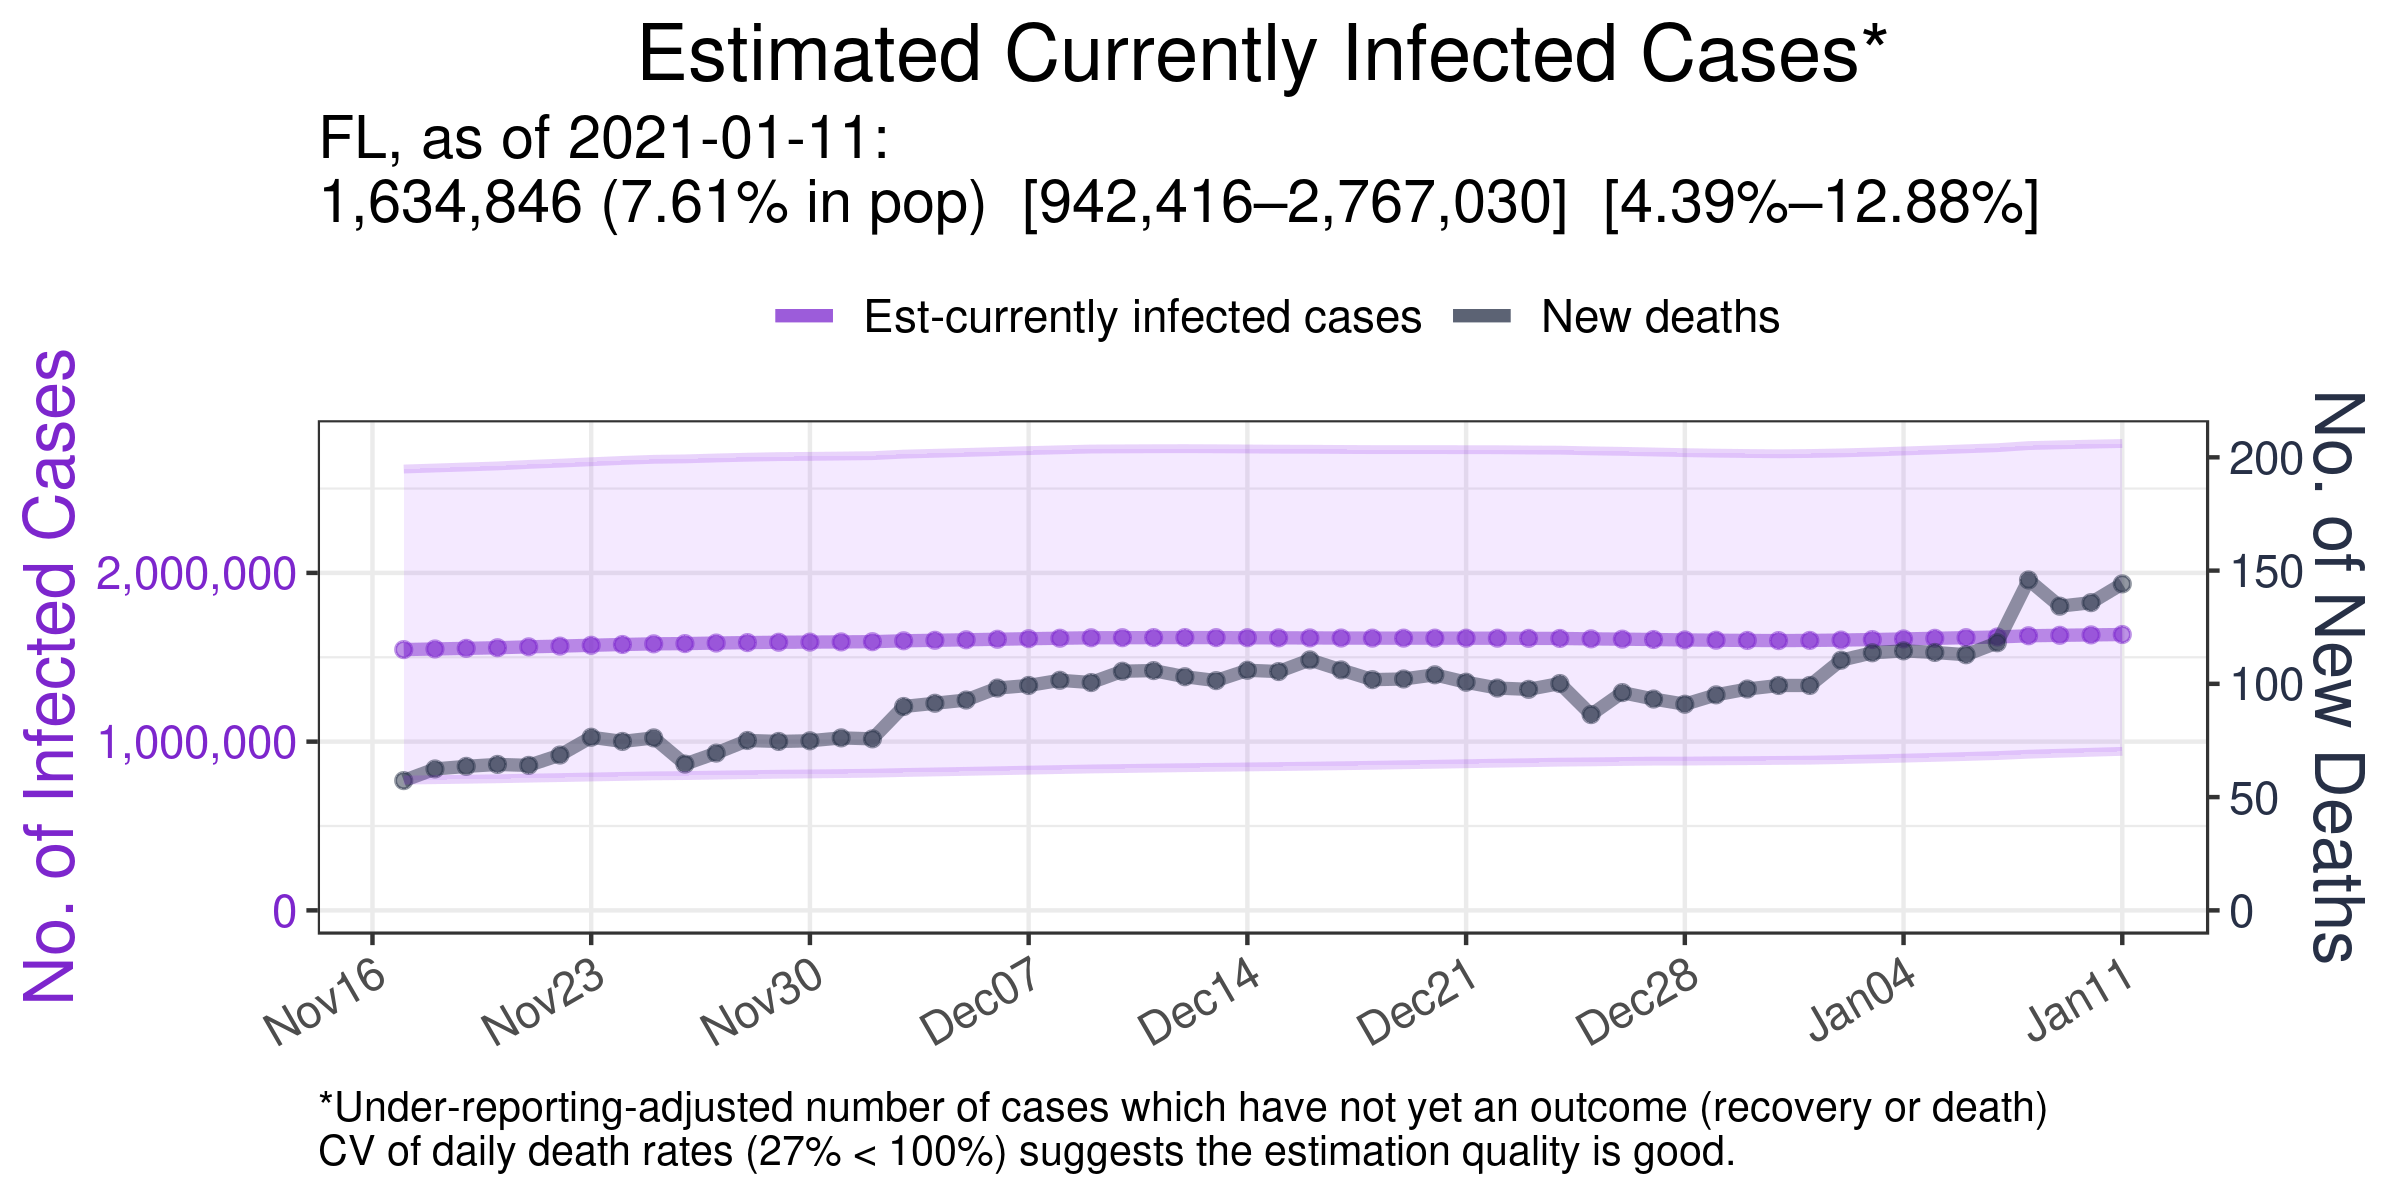 Estimated Currently Infected Cases*
FL, as of 2021-01-11:
1,634,846 (7.61% in pop) [942,416–2,767,030] [4.39%–12.88%]
Est-currently infected cases
New deaths
No. of Infected Cases
2,000,000
1,000,000
0
No. of New Deaths
200
150
100
50
0
Nov16
Nov23
Nov30
Dec07
Dec14
Dec21
Dec28
Jan04
Jan11
*Under-reporting-adjusted number of cases which have not yet an outcome (recovery or death)
CV of daily death rates (27% < 100%) suggests the estimation quality is good.